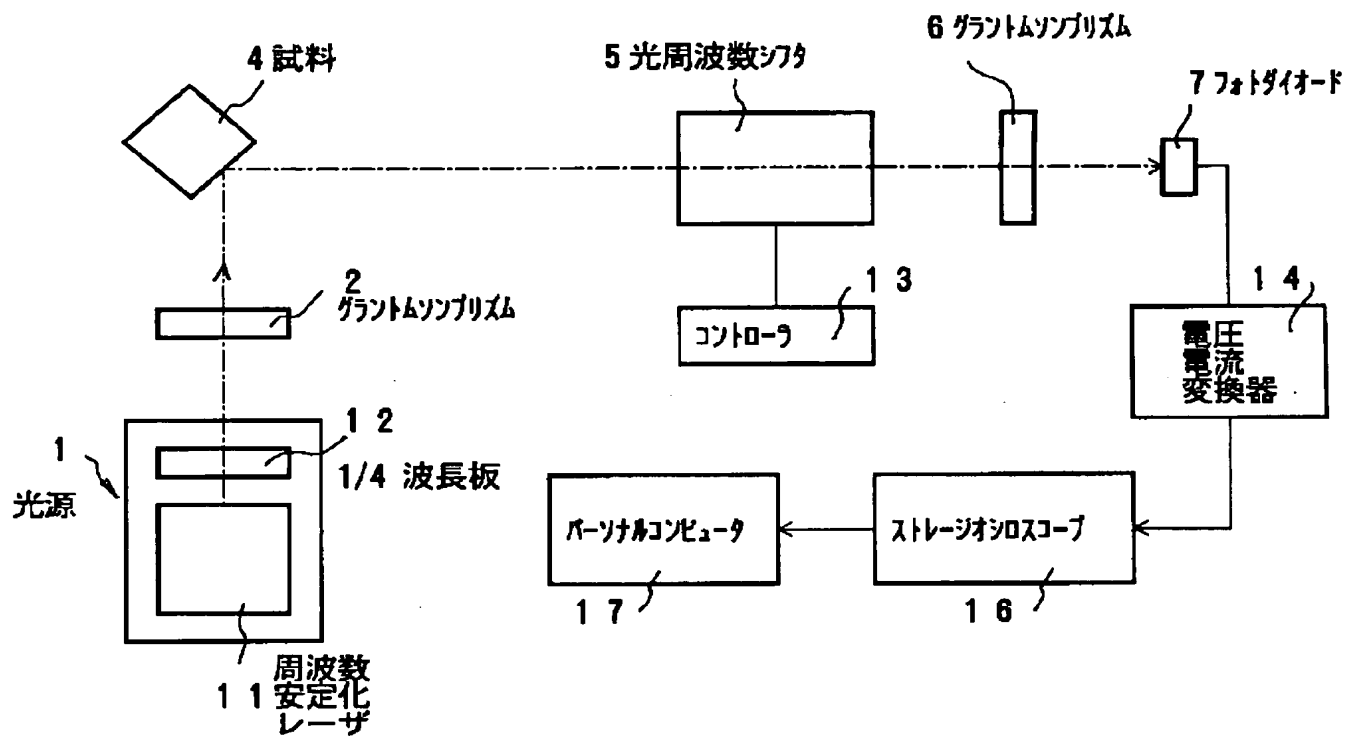 6 グラントムソンプリズム
4 試料
5 光周波数シフタ
7 フォトダイオード
2
グラントムソンプリズム
1 3
コントローラ
1 4
電圧
電流
変換器
1
光源
1 2
1/4 波長板
パーソナルコンピュータ
ストレージオシロスコープ
1 7
1 6
1 1
周波数
安定化
レーザ